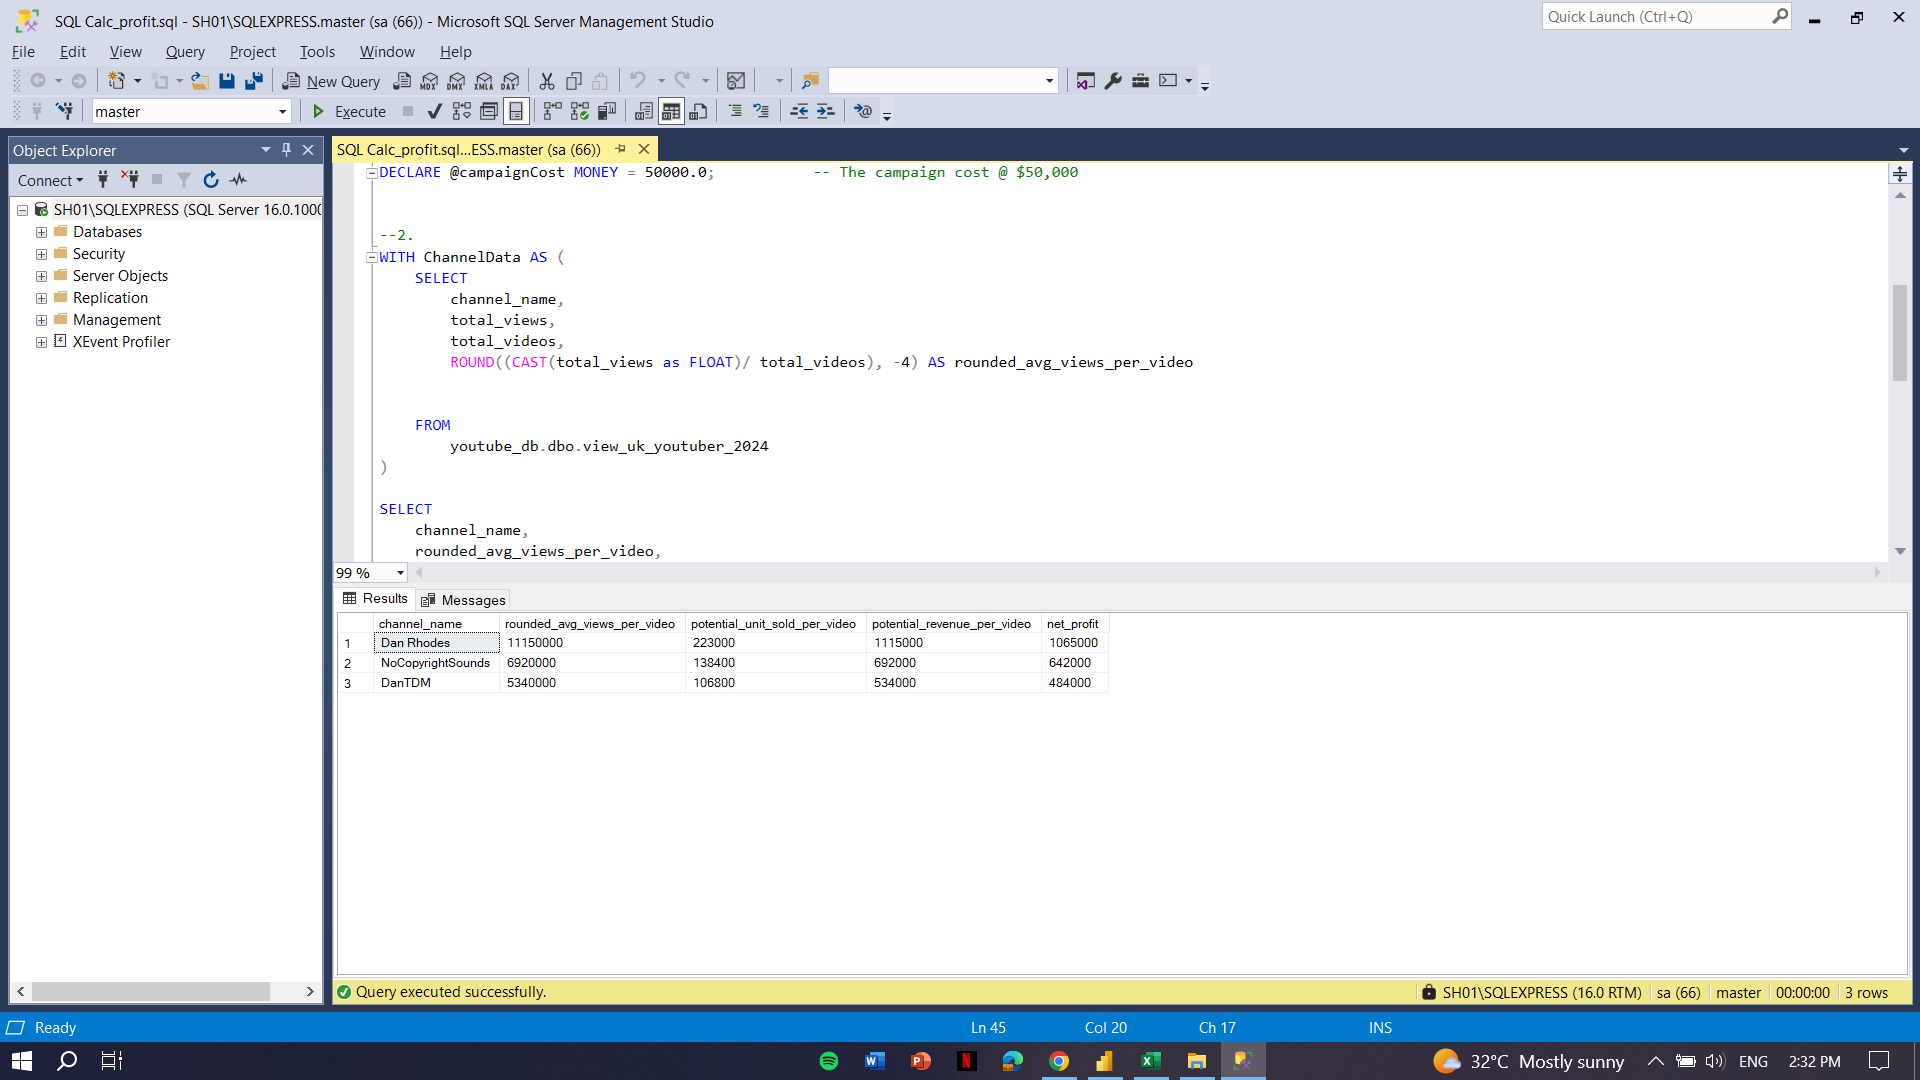 SQL Calc_profit.sql - SH01\SQLEXPRESS.master (sa (66)) - Microsoft SQL Server Management Studio
Quick Launch (Ctrl+Q)
File Edit View Query Project Tools Window Help
New Query
MDX DMX XMLA DAX
master
Execute
Object Explorer
SQL Calc_profit.sql...ESS.master (sa (66))
Connect
SH01\SQLEXPRESS (SQL Server 16.0.1000
Databases
Security
Server Objects
Replication
Management
XEvent Profiler
DECLARE @campaignCost MONEY = 50000.0; -- The campaign cost @ $50,000
--2.
WITH ChannelData AS (
SELECT
channel_name,
total_views,
total_videos,
ROUND((CAST(total_views as FLOAT)/ total_videos), -4) AS rounded_avg_views_per_video
FROM
youtube_db.dbo.view_uk_youtuber_2024
)
SELECT
channel_name,
rounded_avg_views_per_video,
99 %
Results Messages
channel_name rounded_avg_views_per_video potential_unit_sold_per_video potential_revenue_per_video net_profit
1 Dan Rhodes 11150000 223000 1115000 1065000
2 NoCopyrightSounds 6920000 138400 692000 642000
3 DanTDM 5340000 106800 534000 484000
Query executed successfully.
SH01\SQLEXPRESS (16.0 RTM) sa (66) master 00:00:00 3 rows
Ready
Ln 45 Col 20 Ch 17 INS
32°C Mostly sunny
ENG
2:32 PM